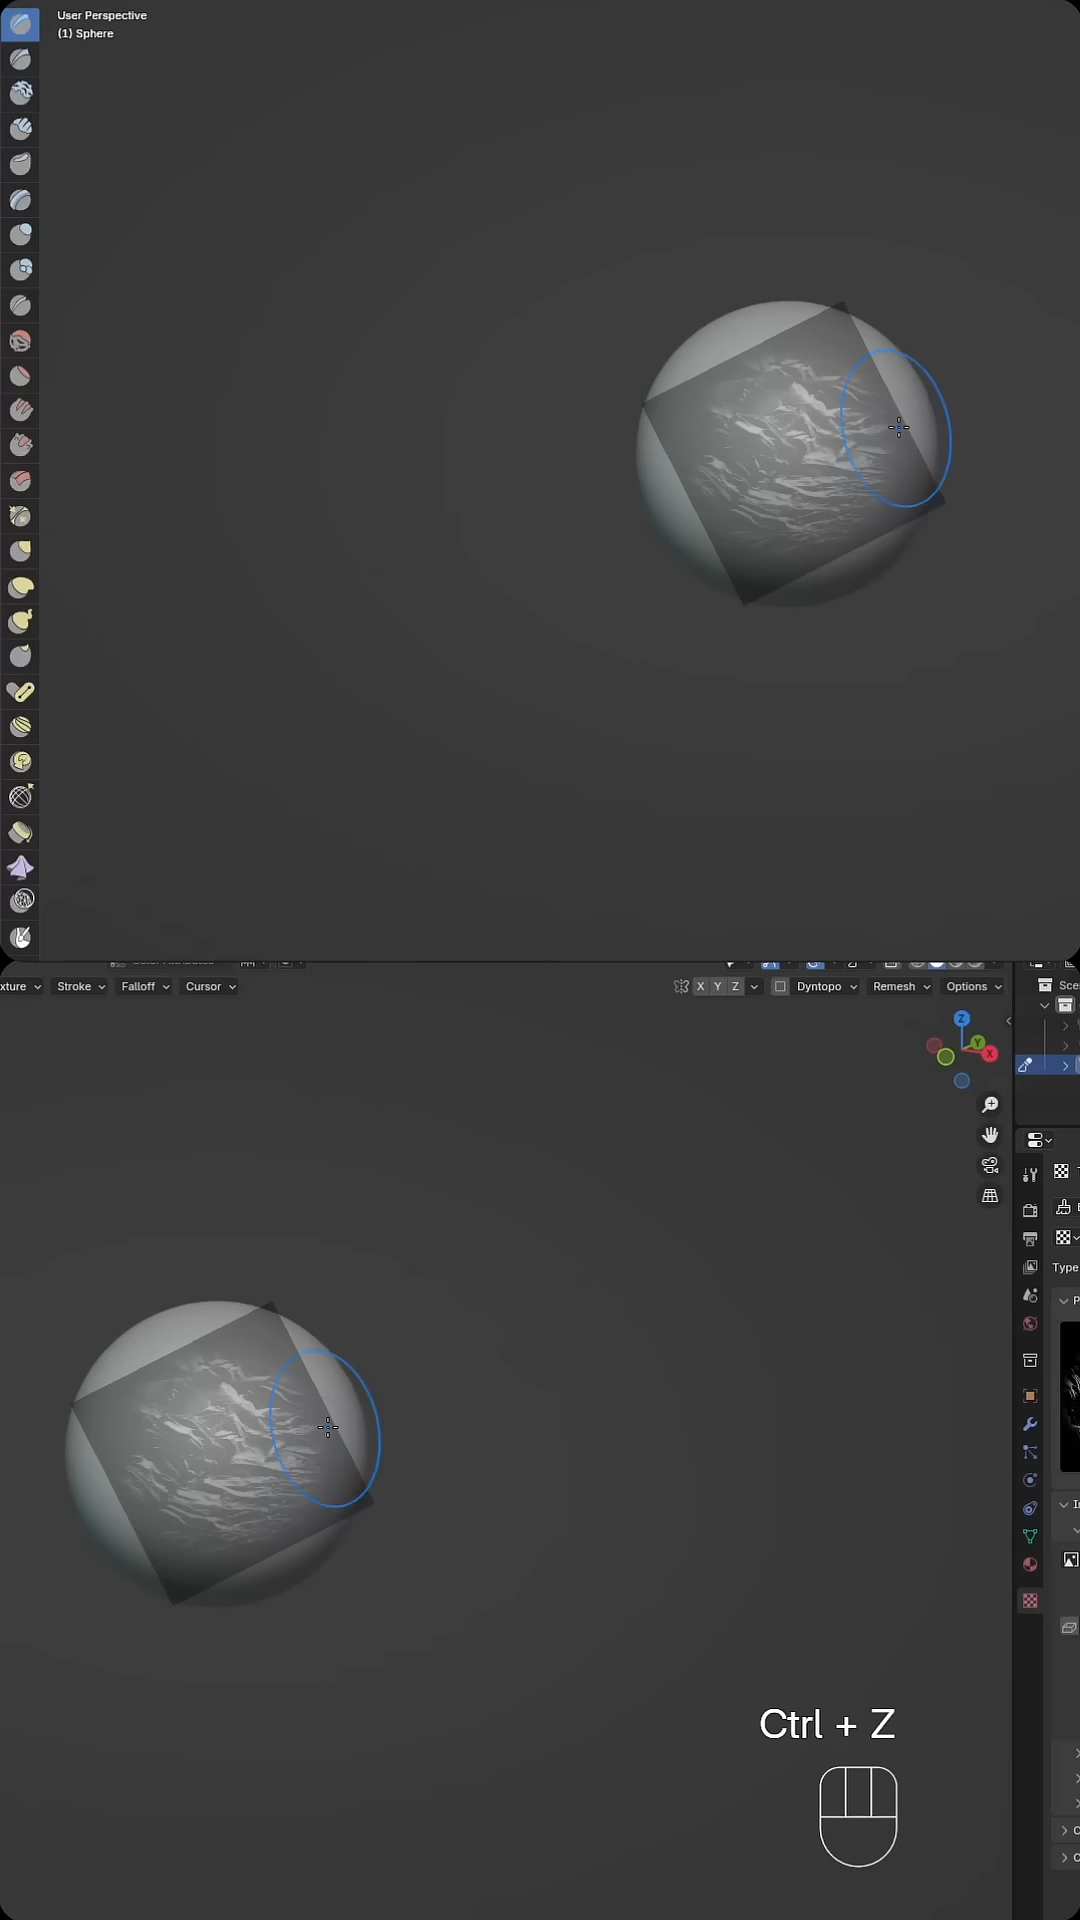 User Perspective
(1) Sphere
xture
Stroke
Falloff
Cursor
X Y Z
Dyntopo
Remesh
Options
Z
Y
X
Type
Ctrl + Z